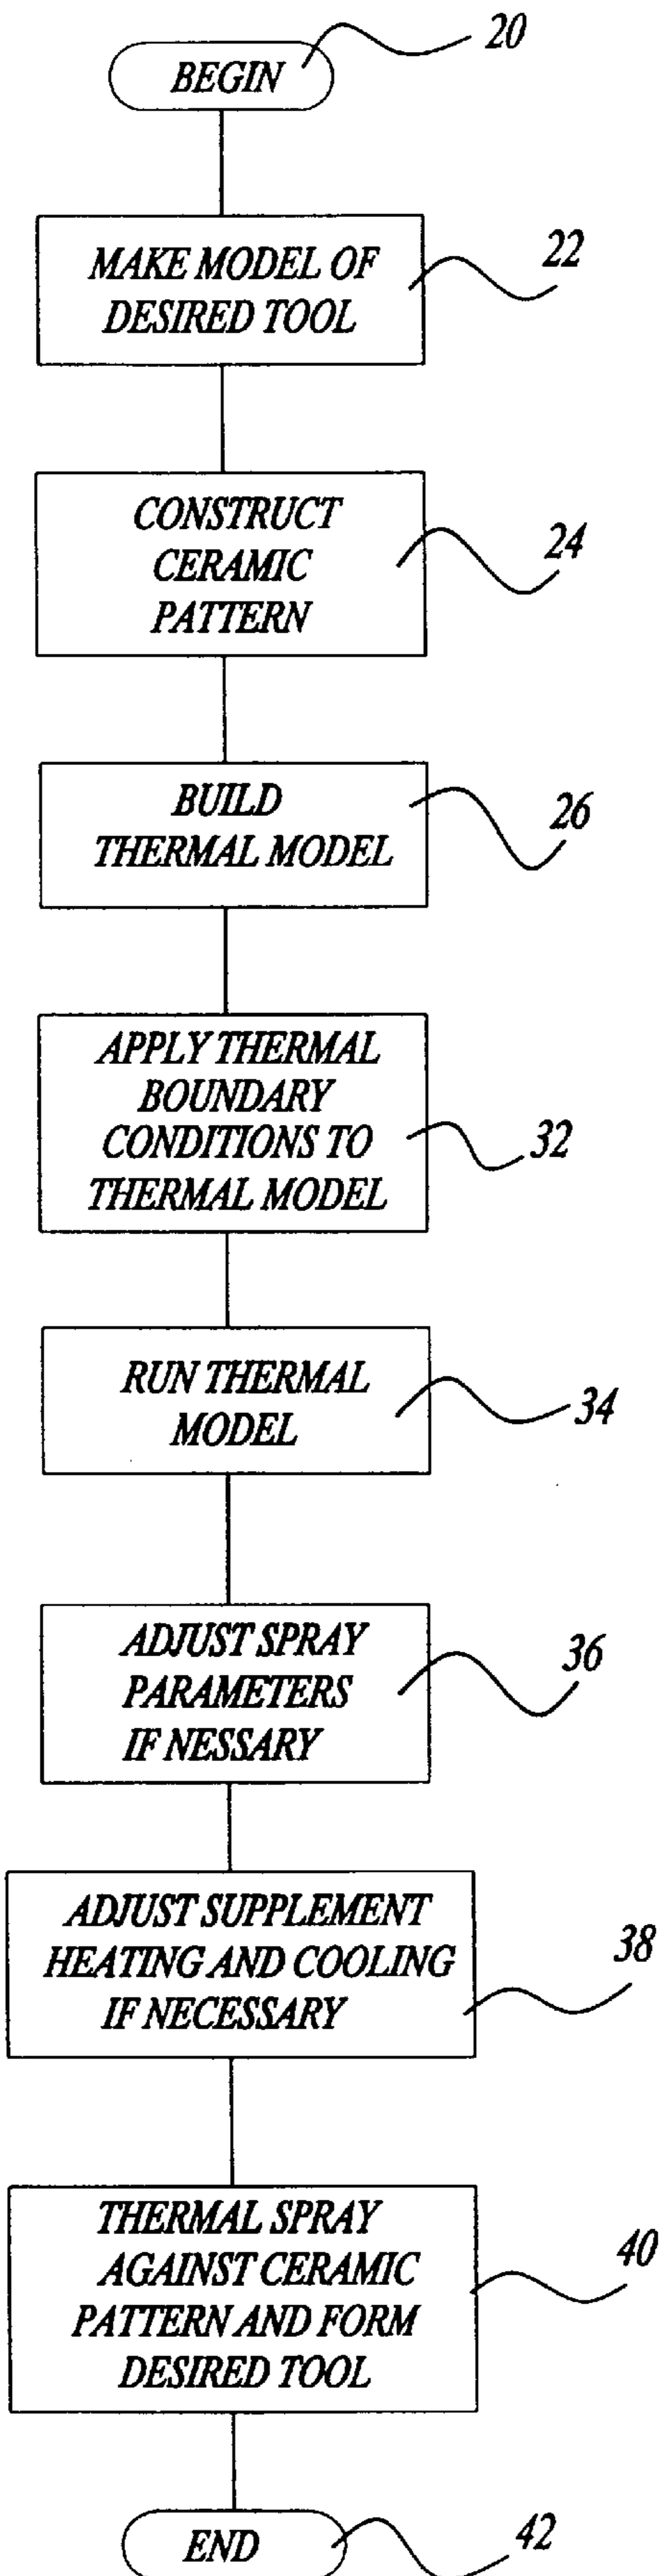 BEGIN
20
MAKE MODEL OF
DESIRED TOOL
22
CONSTRUCT
CERAMIC
PATTERN
24
BUILD
THERMAL MODEL
26
APPLY THERMAL
BOUNDARY
CONDITIONS TO
THERMAL MODEL
32
RUN THERMAL
MODEL
34
ADJUST SPRAY
PARAMETERS
IF NESSARY
36
ADJUST SUPPLEMENT
HEATING AND COOLING
IF NECESSARY
38
THERMAL SPRAY
AGAINST CERAMIC
PATTERN AND FORM
DESIRED TOOL
40
END
42